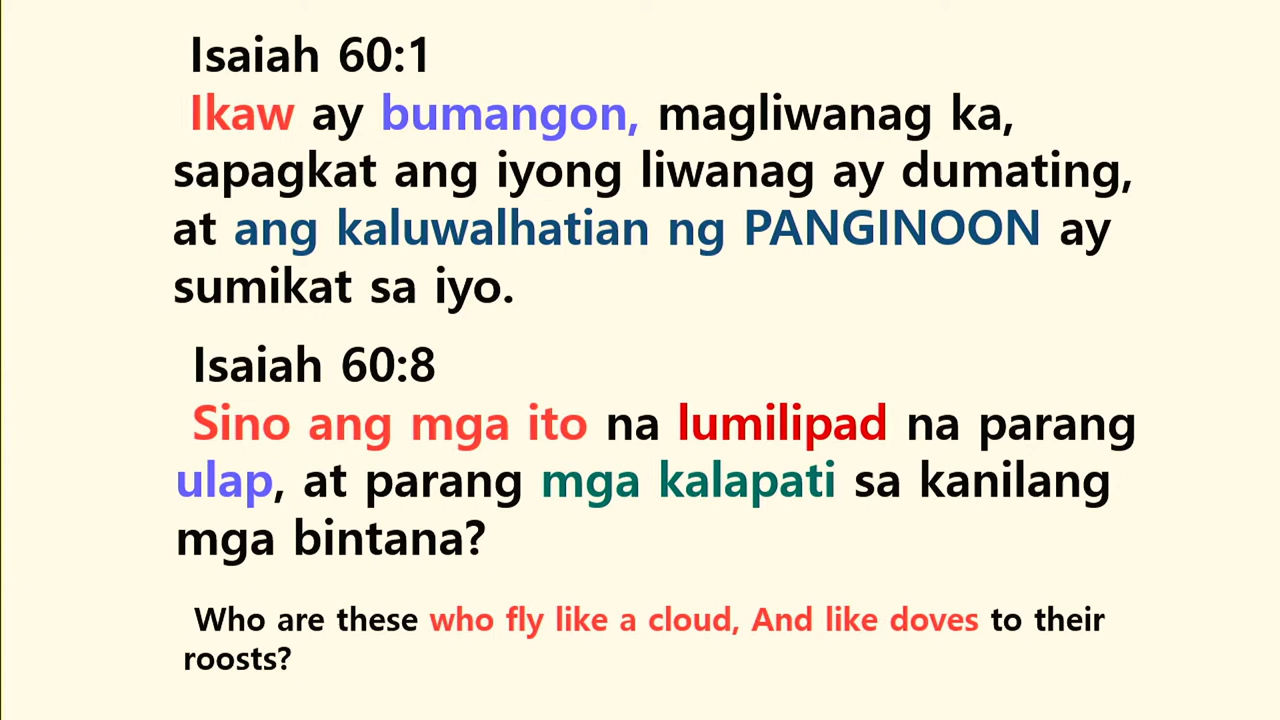 Isaiah 60:1
Ikaw ay bumangon, magliwanag ka,
sapagkat ang iyong liwanag ay dumating,
at ang kaluwalhatian ng PANGINOON ay
sumikat sa iyo.
Isaiah 60:8
Sino ang mga ito na lumilipad na parang
ulap, at parang mga kalapati sa kanilang
mga bintana?
Who are these who fly like a cloud, And like doves to their
roosts?